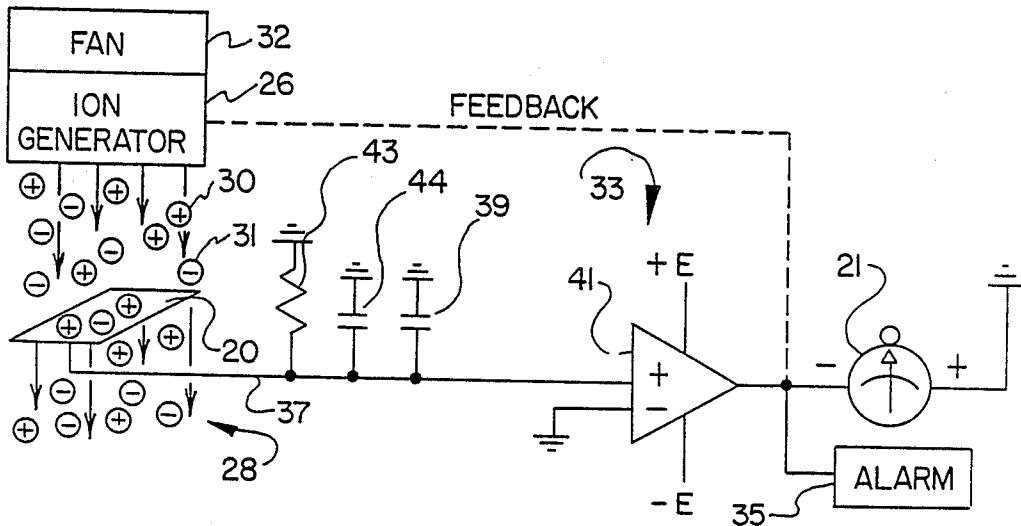 FAN
32
ION
GENERATOR
26
FEEDBACK
43
44
39
33
30
31
+ E
41
21
20
+
−
− +
37
28
− E
35
ALARM